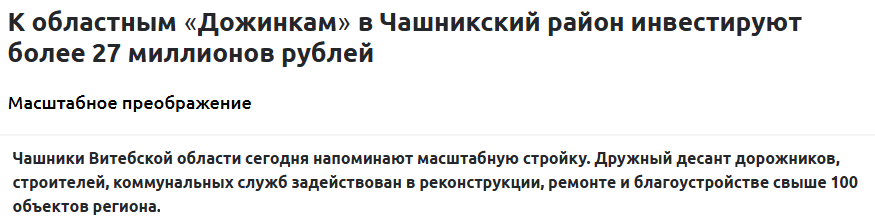 К областным «Дожинкам» в Чашникский район инвестируют
более 27 миллионов рублей
Масштабное преображение
Чашники Витебской области сегодня напоминают масштабную стройку. Дружный десант дорожников,
строителей, коммунальных служб задействован в реконструкции, ремонте и благоустройстве свыше 100
объектов региона.